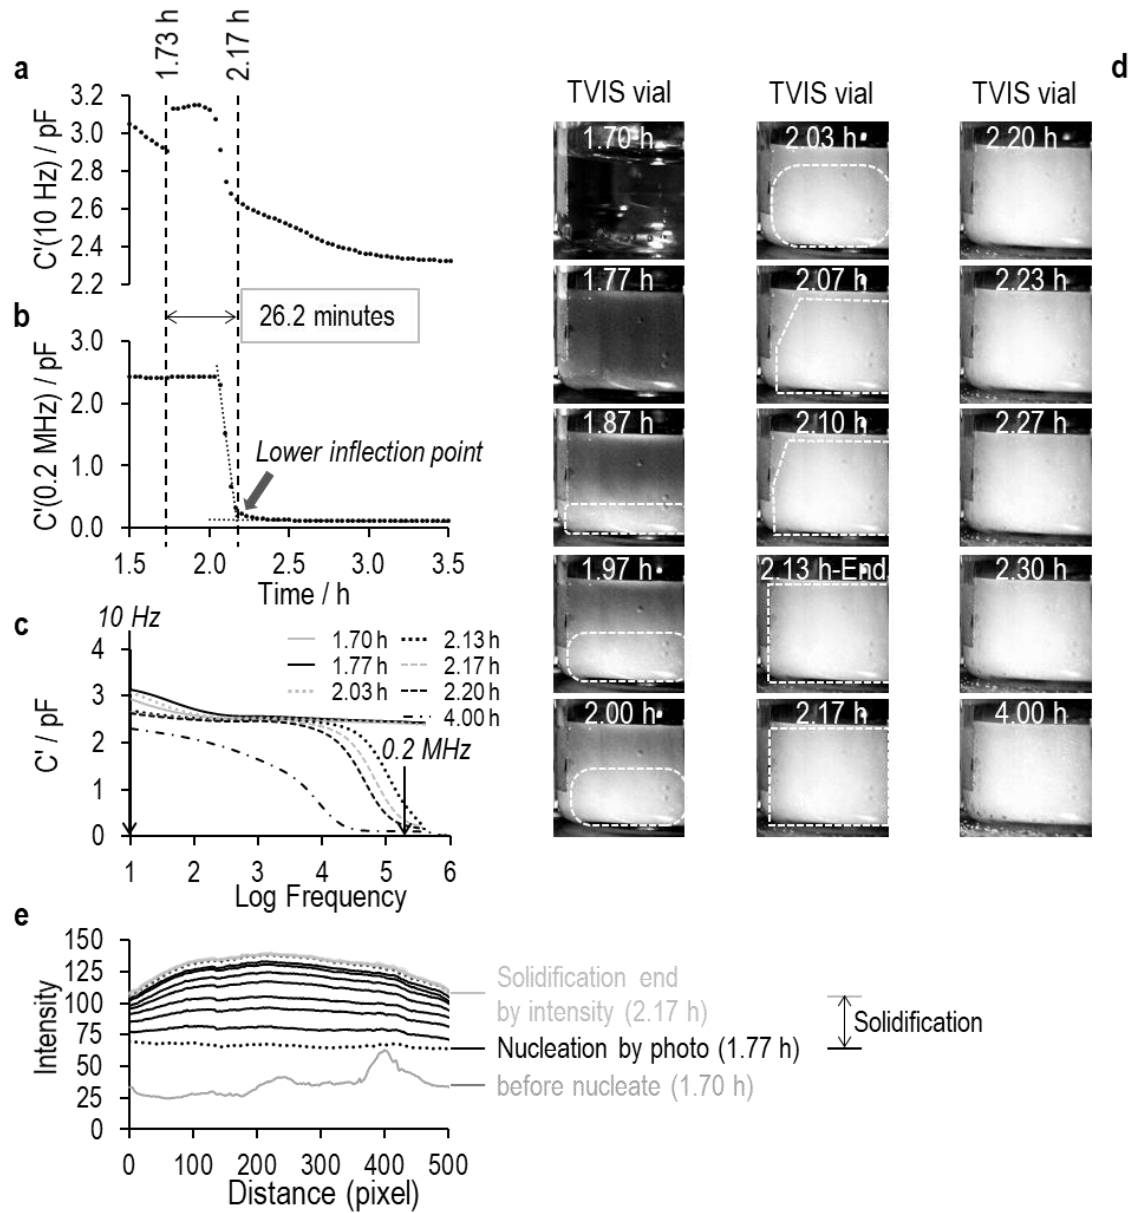 1.73 h
2.17 h
a
3.2
3.0
2.8
2.6
2.4
2.2
C'(10 Hz) / pF
26.2 minutes
b
3.0
2.0
1.0
0.0
C'(0.2 MHz) / pF
Lower inflection point
1.5
2.0
2.5
3.0
3.5
Time / h
c
10 Hz
4
3
2
1
0
C' / pF
1.70 h
1.77 h
2.03 h
2.13 h
2.17 h
2.20 h
4.00 h
0.2 MHz
1
2
3
4
5
6
Log Frequency
d
TVIS vial
TVIS vial
TVIS vial
1.70 h
2.03 h
2.20 h
1.77 h
2.07 h
2.23 h
1.87 h
2.10 h
2.27 h
1.97 h
2.13 h-End
2.30 h
2.00 h
2.17 h
4.00 h
e
150
125
100
75
50
25
0
Intensity
0
100
200
300
400
500
Distance (pixel)
Solidification end
by intensity (2.17 h)
Nucleation by photo (1.77 h)
before nucleate (1.70 h)
Solidification